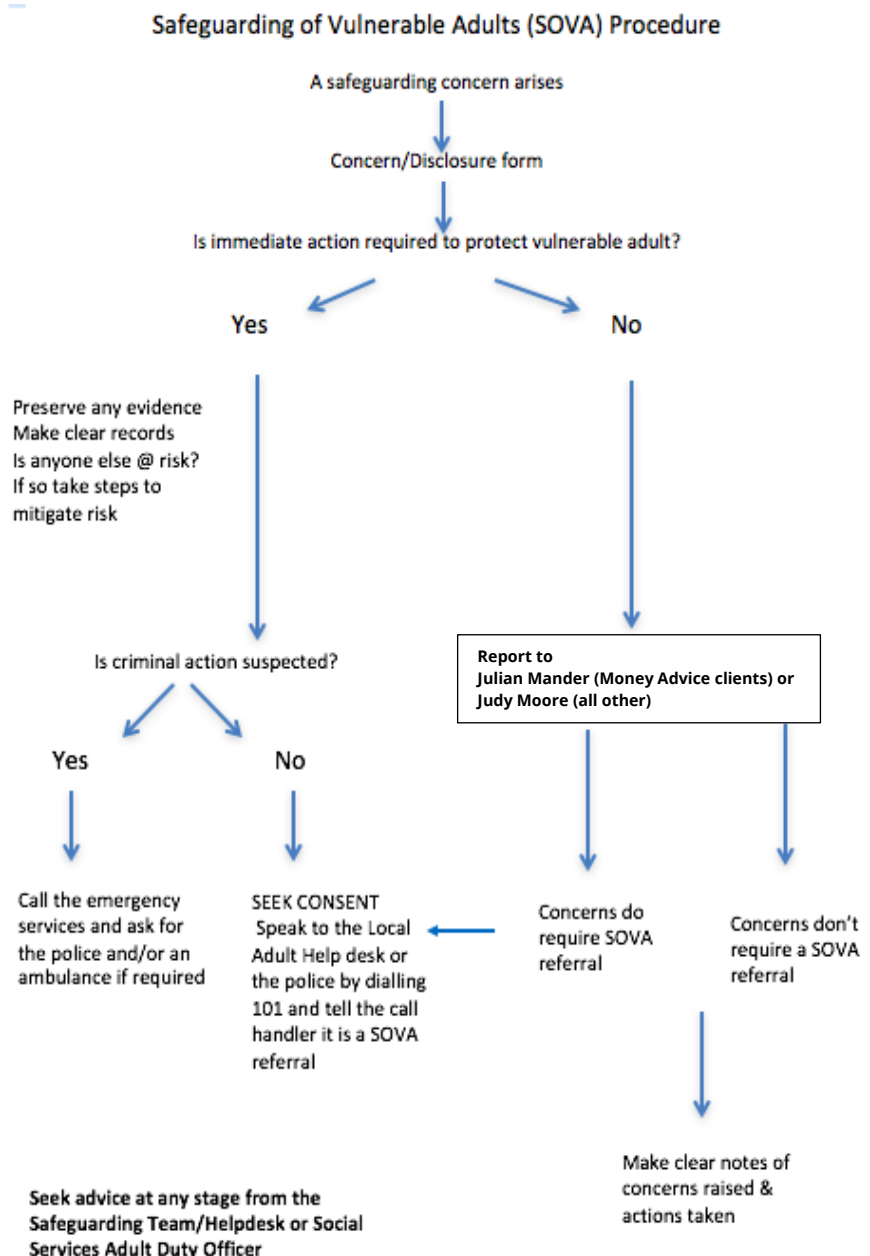 Safeguarding of Vulnerable Adults (SOVA) Procedure
A safeguarding concern arises
Concern/Disclosure form
Is immediate action required to protect vulnerable adult?
Yes
No
Preserve any evidence
Make clear records
Is anyone else @ risk?
If so take steps to
mitigate risk
Is criminal action suspected?
Report to
Julian Mander (Money Advice clients) or
Judy Moore (all other)
Yes
No
Call the emergency
services and ask for
the police and/or an
ambulance if required
SEEK CONSENT
Speak to the Local
Adult Help desk or
the police by dialling
101 and tell the call
handler it is a SOVA
referral
Concerns do
require SOVA
referral
Concerns don't
require a SOVA
referral
Make clear notes of
concerns raised &
actions taken
Seek advice at any stage from the
Safeguarding Team/Helpdesk or Social
Services Adult Duty Officer